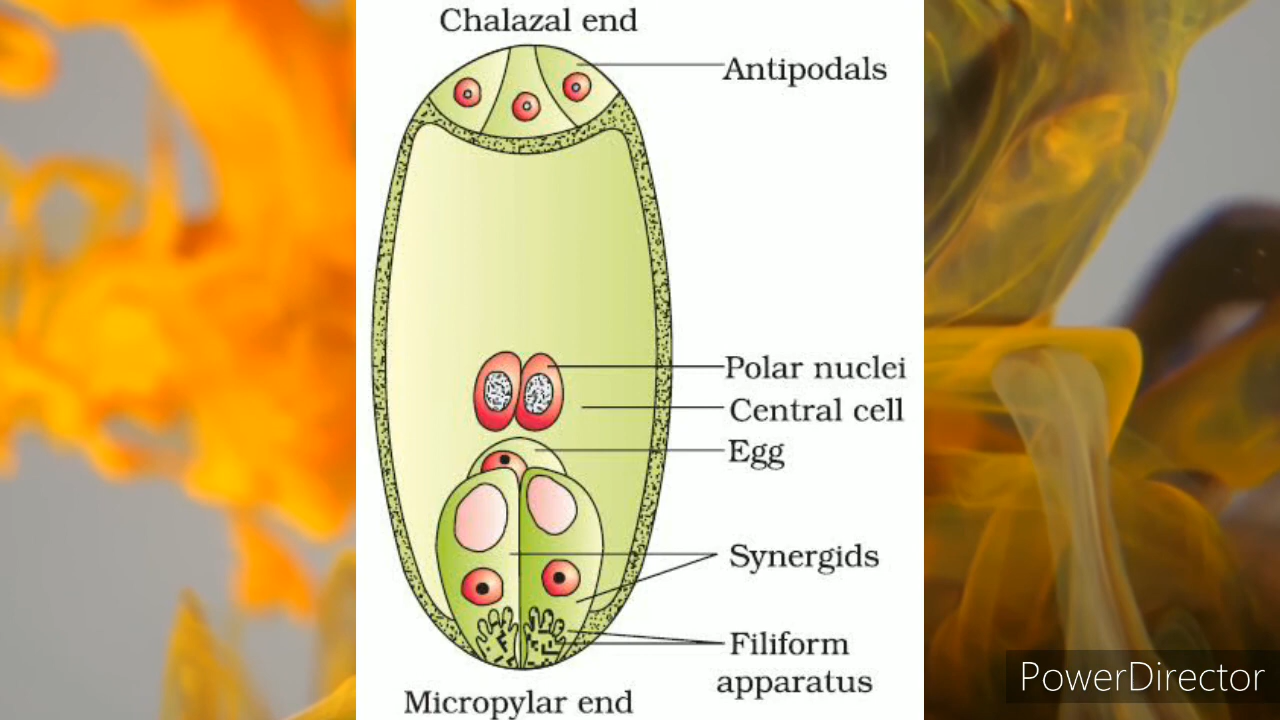 Chalazal end
Antipodals
Polar nuclei
Central cell
Egg
Synergids
Filiform
apparatus
Micropylar end
PowerDirector